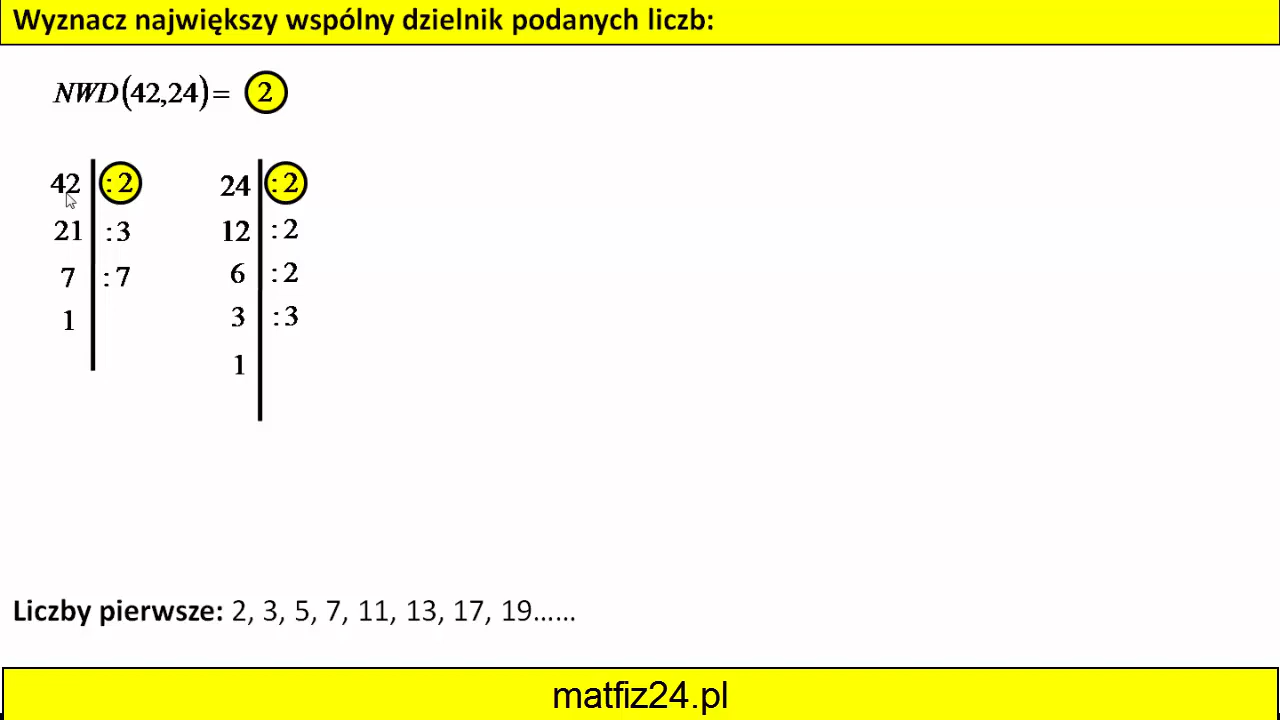 Wyznacz największy wspólny dzielnik podanych liczb:
NWD(42,24)= 2
42 :2 24 :2
21 :3 12 :2
7 :7 6 :2
1 3 :3
1
Liczby pierwsze: 2, 3, 5, 7, 11, 13, 17, 19......
matfiz24.pl